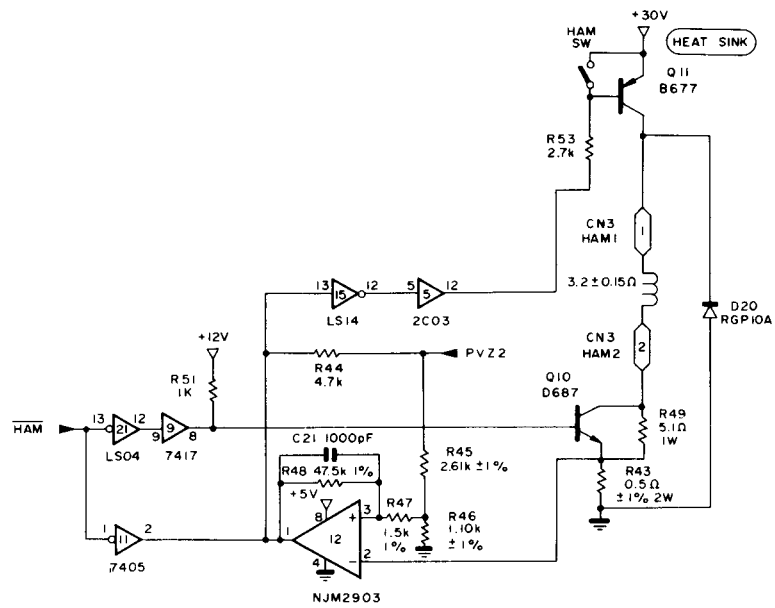 +30V
HAM
SW
HEAT SINK
Q11
B677
R53
2.7k
CN3
HAM1
1
13
15
12
LS14
5
5
12
2C03
3.2±0.15Ω
D20
RGP10A
+12V
CN3
HAM2
2
R44
4.7k
PVZ2
R51
1K
Q10
D687
HAM
13
21
12
LS04
9
9
8
7417
R49
5.1Ω
1W
C21 1000pF
R45
2.61k ±1%
R48 47.5k 1%
+5V
R43
0.5Ω
±1% 2W
8
3
R47
1.5k
1%
R46
1.10k
±1%
1
11
2
7405
1
12
+
−
2
4
NJM2903